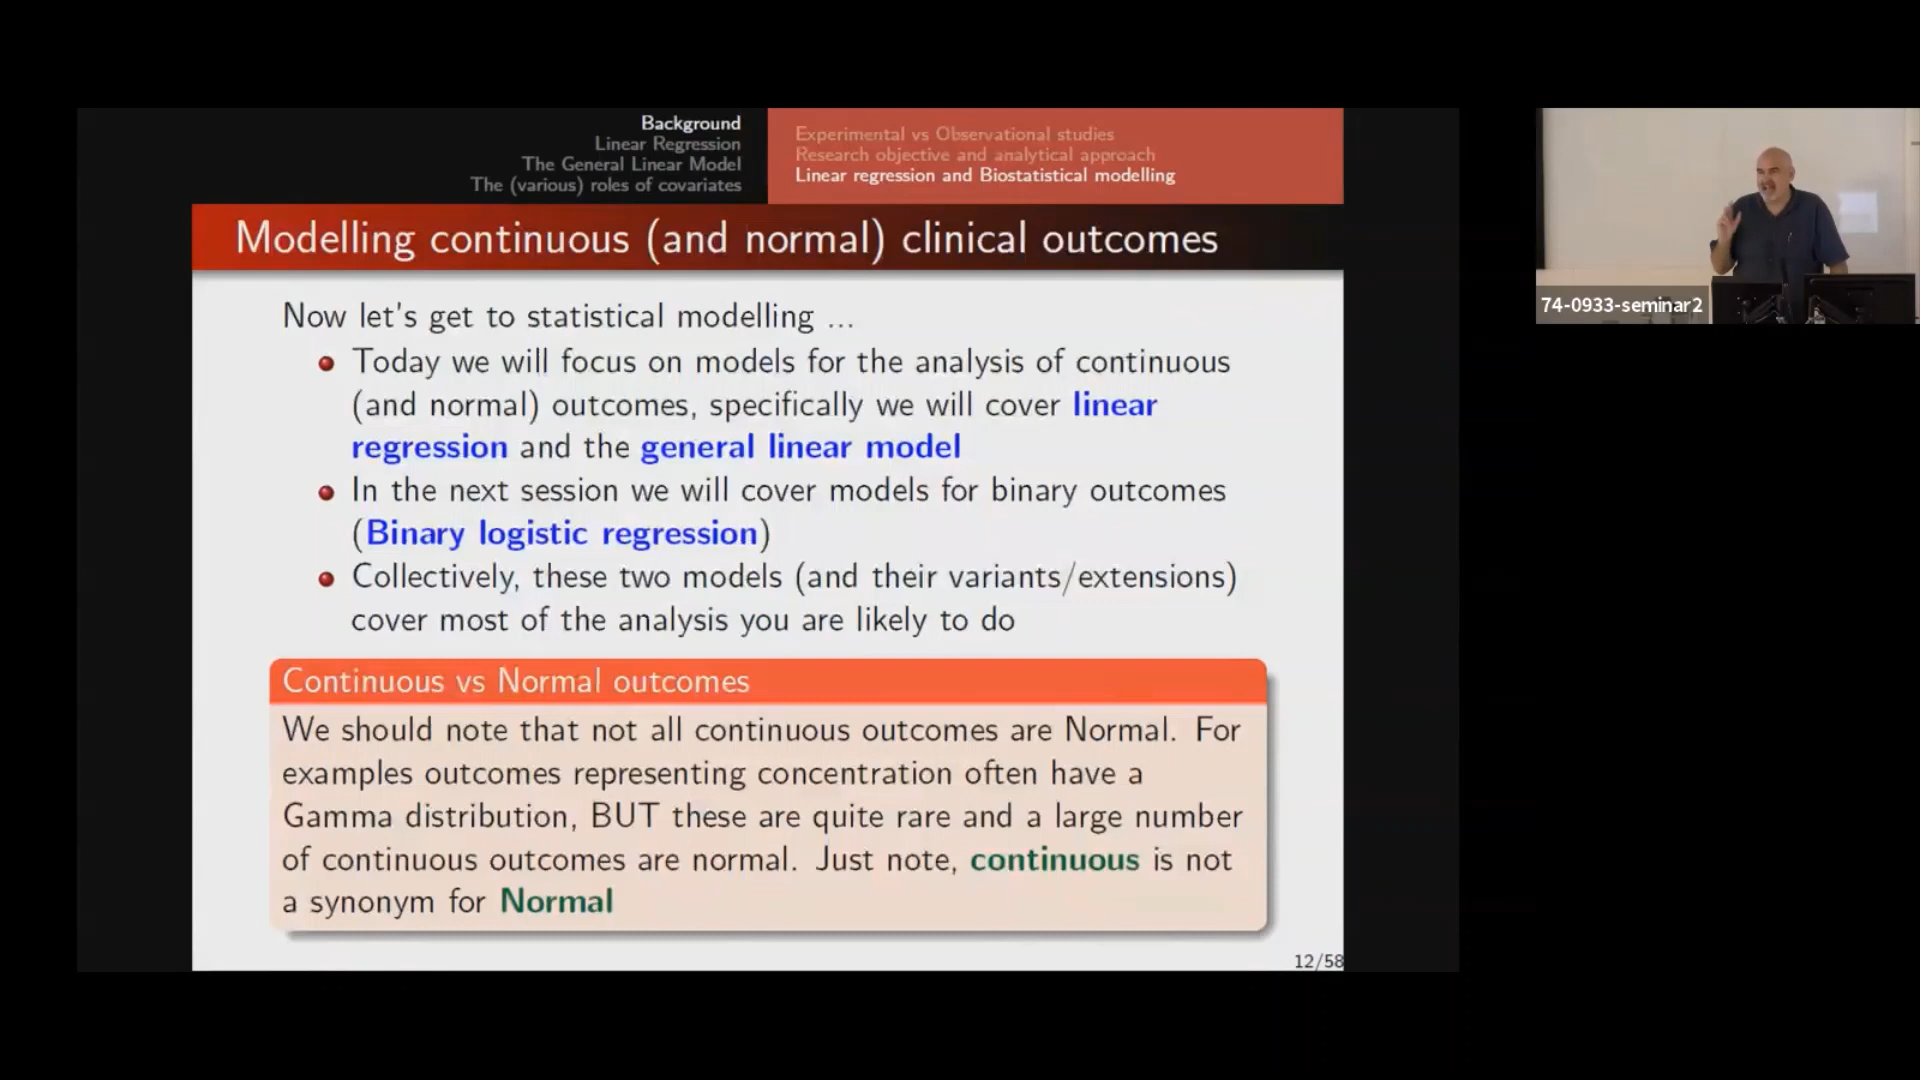 Background
Linear Regression
The General Linear Model
The (various) roles of covariates
Experimental vs Observational studies
Research objective and analytical approach
Linear regression and Biostatistical modelling
Modelling continuous (and normal) clinical outcomes
Now let's get to statistical modelling ...
Today we will focus on models for the analysis of continuous
(and normal) outcomes, specifically we will cover linear
regression and the general linear model
In the next session we will cover models for binary outcomes
(Binary logistic regression)
Collectively, these two models (and their variants/extensions)
cover most of the analysis you are likely to do
Continuous vs Normal outcomes
We should note that not all continuous outcomes are Normal. For
examples outcomes representing concentration often have a
Gamma distribution, BUT these are quite rare and a large number
of continuous outcomes are normal. Just note, continuous is not
a synonym for Normal
12/58
74-0933-seminar2